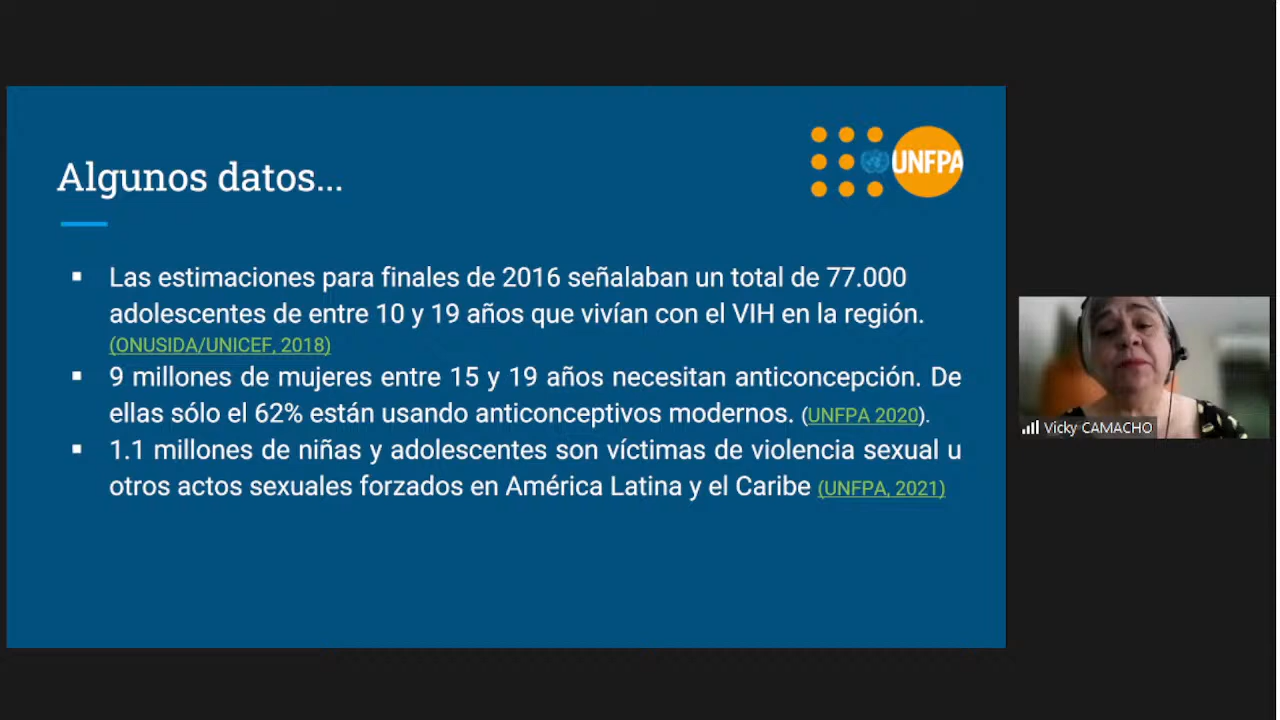 Algunos datos...
UNFPA
▪ Las estimaciones para finales de 2016 señalaban un total de 77.000
adolescentes de entre 10 y 19 años que vivían con el VIH en la región.
(ONUSIDA/UNICEF, 2018)
▪ 9 millones de mujeres entre 15 y 19 años necesitan anticoncepción. De
ellas sólo el 62% están usando anticonceptivos modernos. (UNFPA 2020).
▪ 1.1 millones de niñas y adolescentes son víctimas de violencia sexual u
otros actos sexuales forzados en América Latina y el Caribe (UNFPA, 2021)
Vicky CAMACHO